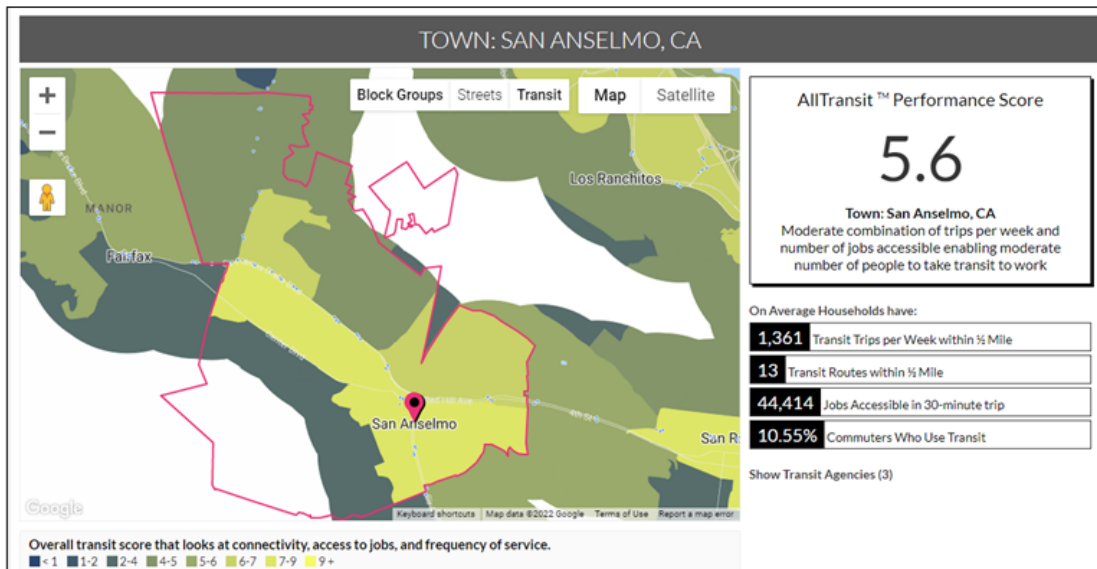 TOWN: SAN ANSELMO, CA
Block Groups Streets Transit
Map Satellite
MANOR
Fairfax
Los Ranchitos
San Anselmo
4th St
San R
Google
Keyboard shortcuts Map data ©2022 Google Terms of Use Report a map error
Overall transit score that looks at connectivity, access to jobs, and frequency of service.
< 1 1-2 2-4 4-5 5-6 6-7 7-9 9 +
AllTransit ™ Performance Score
5.6
Town: San Anselmo, CA
Moderate combination of trips per week and
number of jobs accessible enabling moderate
number of people to take transit to work
On Average Households have:
1,361 Transit Trips per Week within ½ Mile
13 Transit Routes within ½ Mile
44,414 Jobs Accessible in 30-minute trip
10.55% Commuters Who Use Transit
Show Transit Agencies (3)